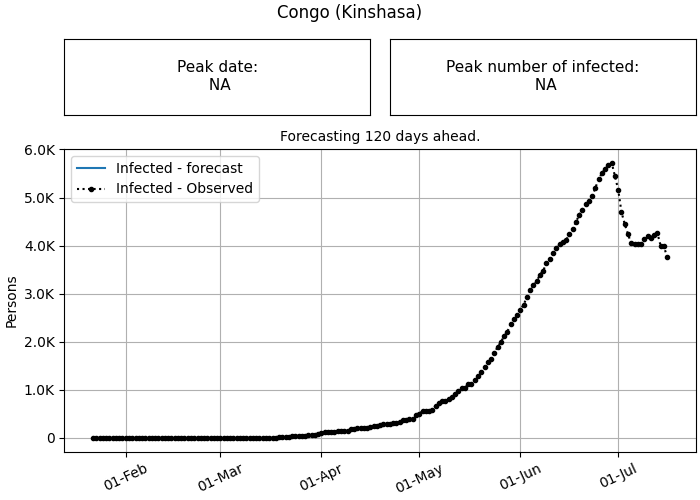 Congo (Kinshasa)
Peak date:
NA
Peak number of infected:
NA
Forecasting 120 days ahead.
Infected - forecast
Infected - Observed
6.0K
5.0K
4.0K
3.0K
2.0K
1.0K
0
Persons
01-Feb
01-Mar
01-Apr
01-May
01-Jun
01-Jul